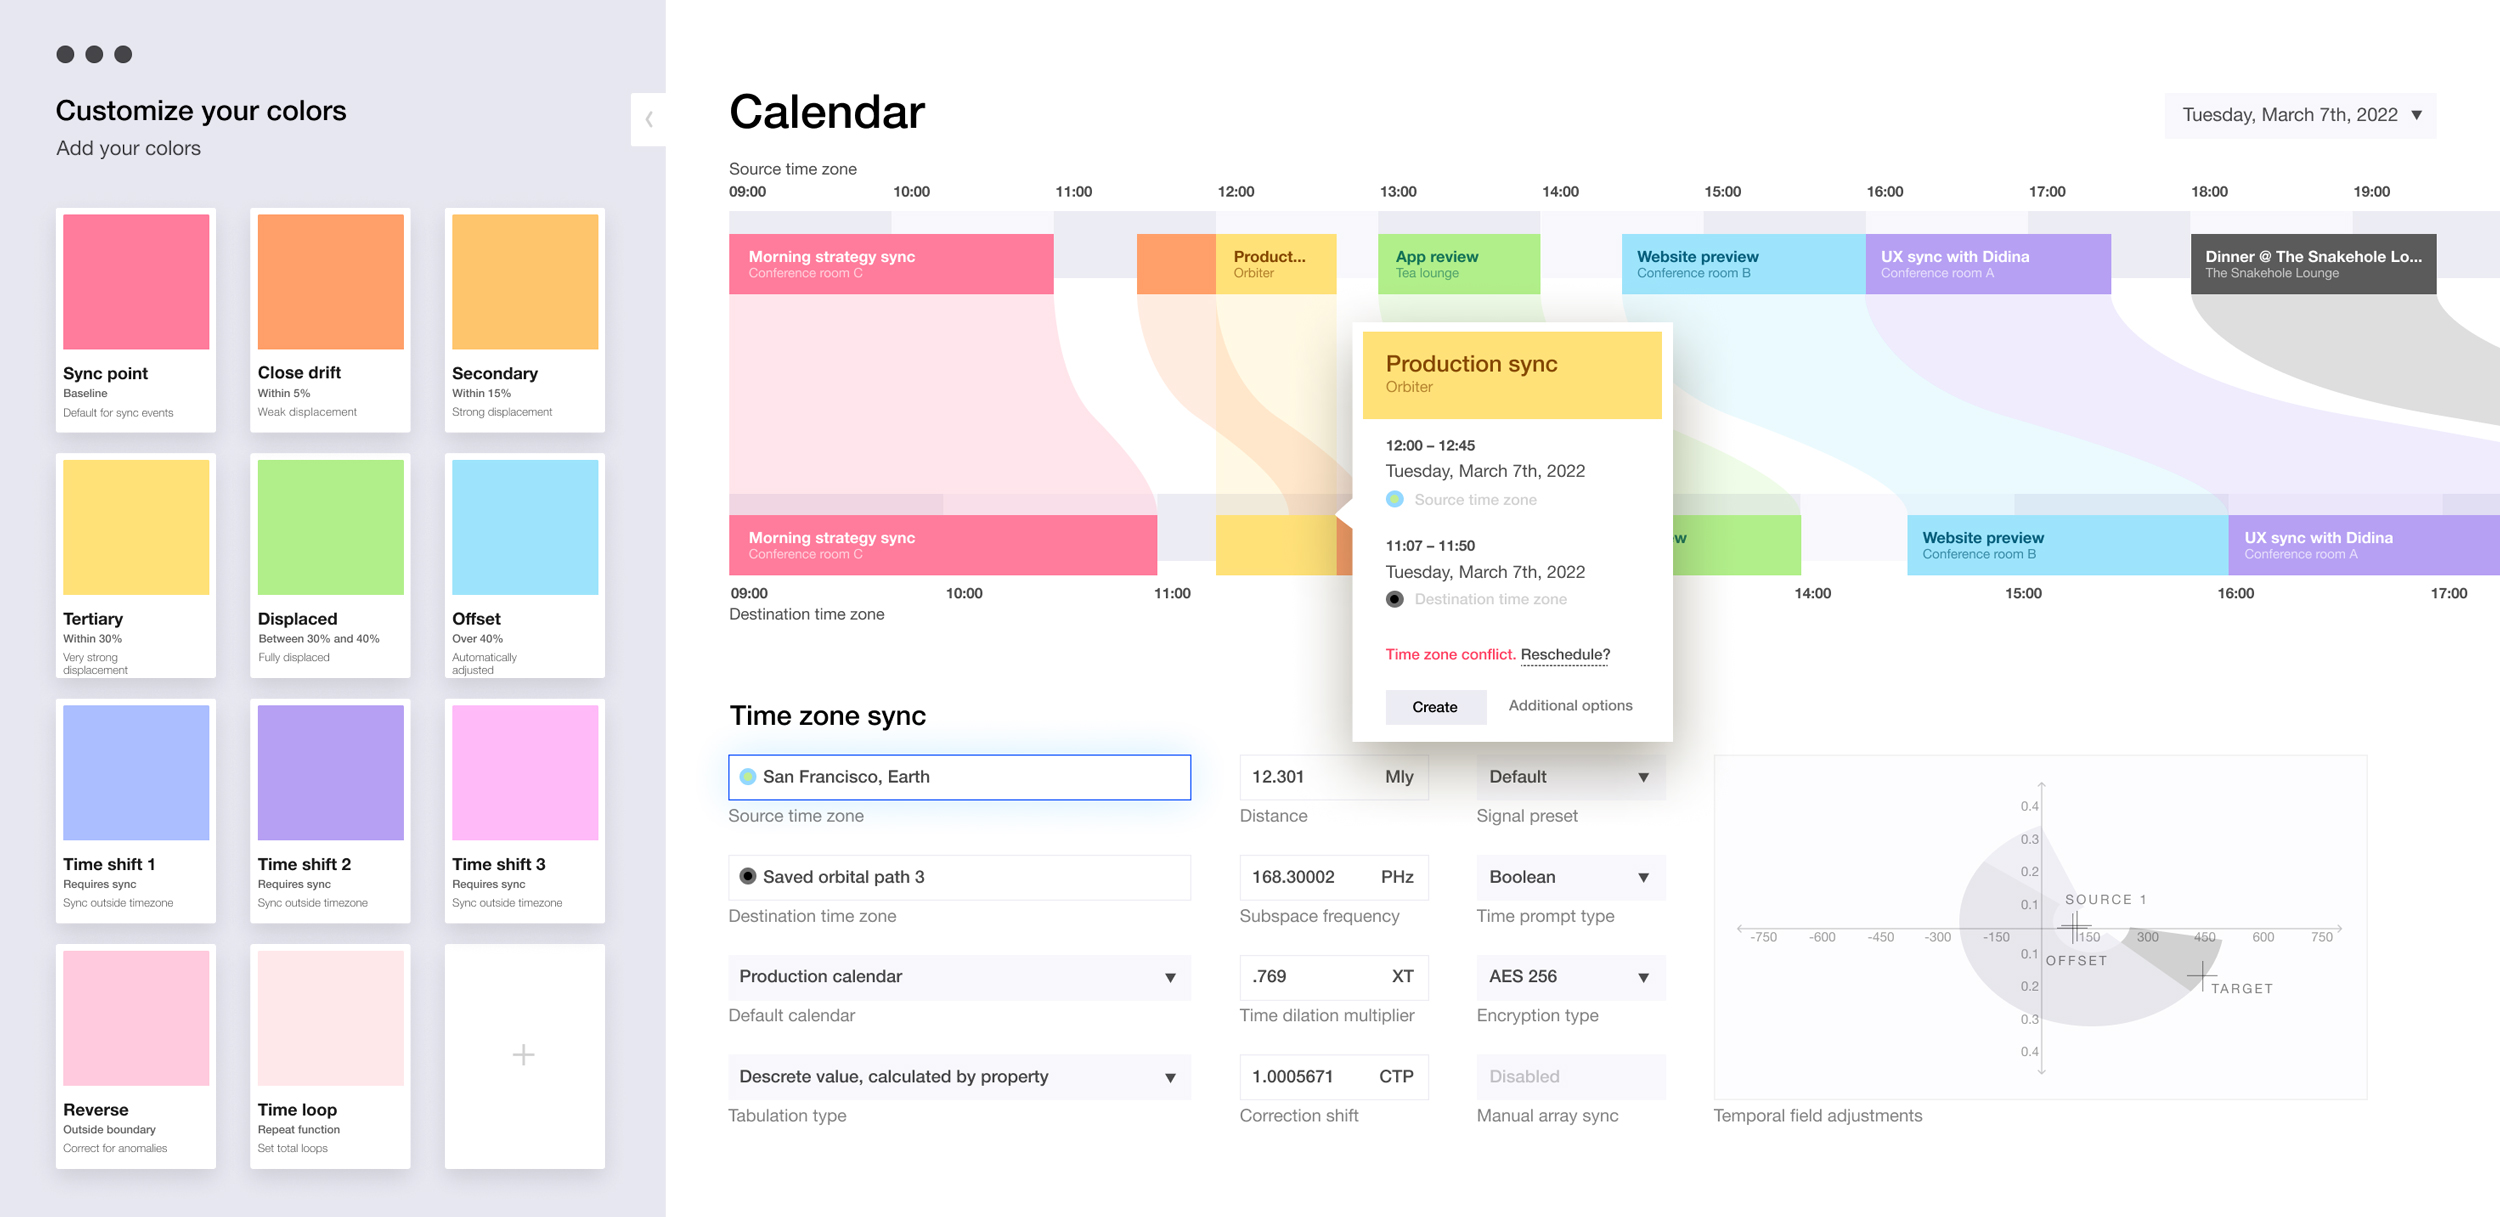 Customize your colors
Add your colors
Sync point
Baseline
Default for sync events
Close drift
Within 5%
Weak displacement
Secondary
Within 15%
Strong displacement
Tertiary
Within 30%
Very strong
displacement
Displaced
Between 30% and 40%
Fully displaced
Offset
Over 40%
Automatically
adjusted
Time shift 1
Requires sync
Sync outside timezone
Time shift 2
Requires sync
Sync outside timezone
Time shift 3
Requires sync
Sync outside timezone
Reverse
Outside boundary
Correct for anomalies
Time loop
Repeat function
Set total loops
+
Calendar
Tuesday, March 7th, 2022
Source time zone
09:00 10:00 11:00 12:00 13:00 14:00 15:00 16:00 17:00 18:00 19:00
Morning strategy sync
Conference room C
Product...
Orbiter
App review
Tea lounge
Website preview
Conference room B
UX sync with Didina
Conference room A
Dinner @ The Snakehole Lo...
The Snakehole Lounge
Production sync
Orbiter
12:00 – 12:45
Tuesday, March 7th, 2022
Source time zone
11:07 – 11:50
Tuesday, March 7th, 2022
Destination time zone
Time zone conflict. Reschedule?
Create
Additional options
Morning strategy sync
Conference room C
Website preview
Conference room B
UX sync with Didina
Conference room A
09:00 10:00 11:00 14:00 15:00 16:00 17:00
Destination time zone
Time zone sync
San Francisco, Earth
Source time zone
Saved orbital path 3
Destination time zone
Production calendar
Default calendar
Descrete value, calculated by property
Tabulation type
12.301 Mly
Distance
168.30002 PHz
Subspace frequency
.769 XT
Time dilation multiplier
1.0005671 CTP
Correction shift
Default
Signal preset
Boolean
Time prompt type
AES 256
Encryption type
Disabled
Manual array sync
0.4
0.3
0.2
0.1
SOURCE 1
-750 -600 -450 -300 -150 150 300 450 600 750
0.1
OFFSET
0.2
TARGET
0.3
0.4
Temporal field adjustments